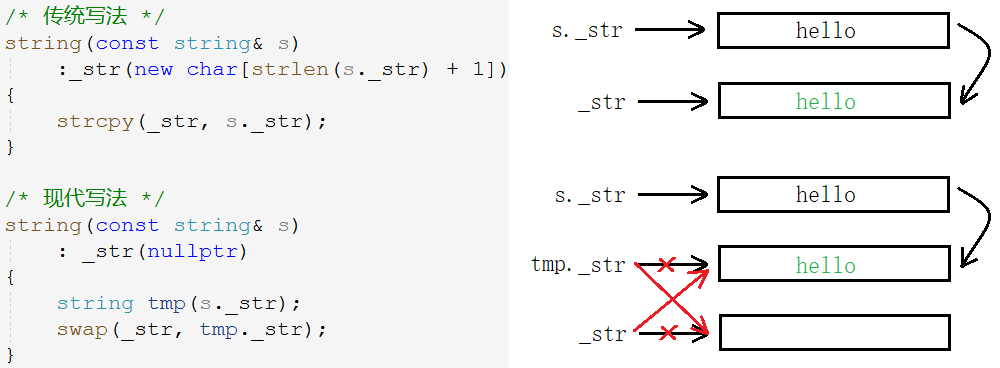 /* 传统写法 */
string(const string& s)
:_str(new char[strlen(s._str) + 1])
{
strcpy(_str, s._str);
}
/* 现代写法 */
string(const string& s)
: _str(nullptr)
{
string tmp(s._str);
swap(_str, tmp._str);
}
s._str hello
_str hello
s._str hello
tmp._str hello
_str